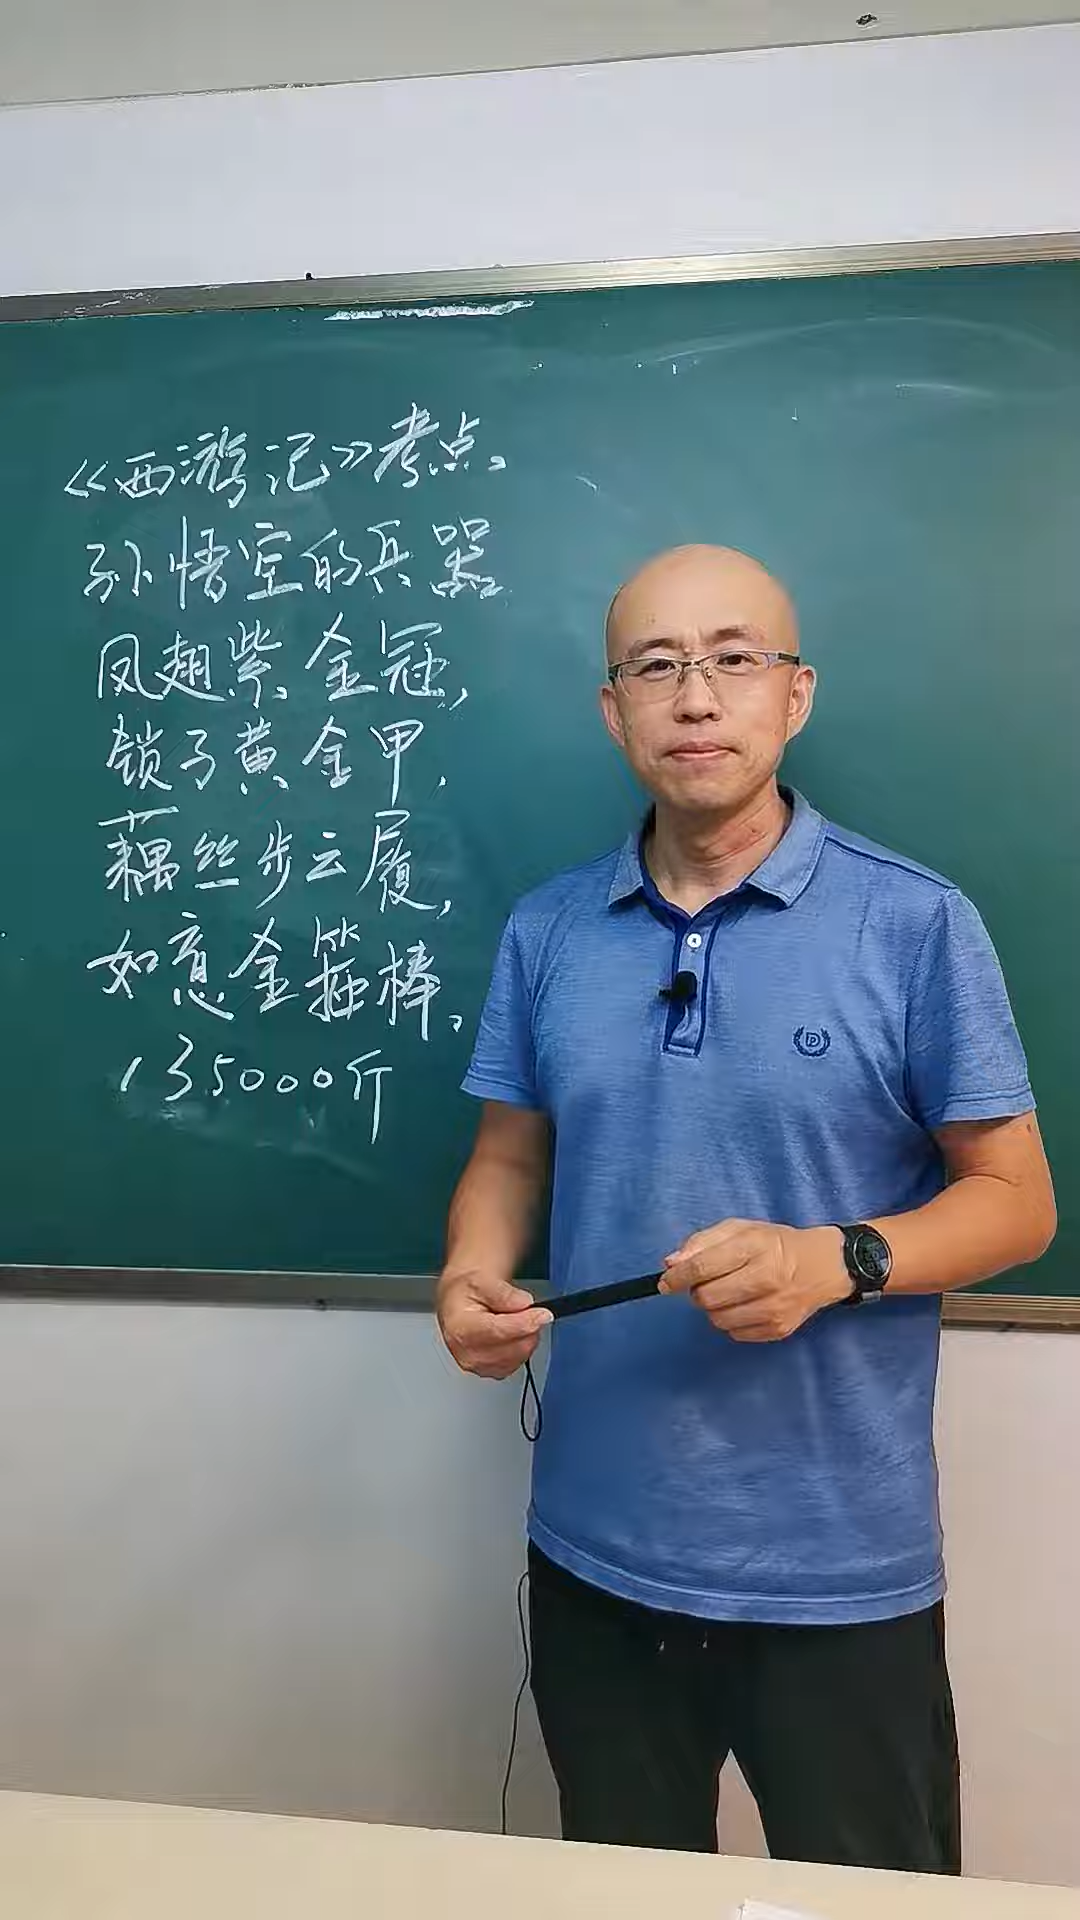 《西游记》考点、
孙悟空的兵器
凤翅紫金冠,
锁子黄金甲,
藕丝步云履,
如意金箍棒,
135000斤